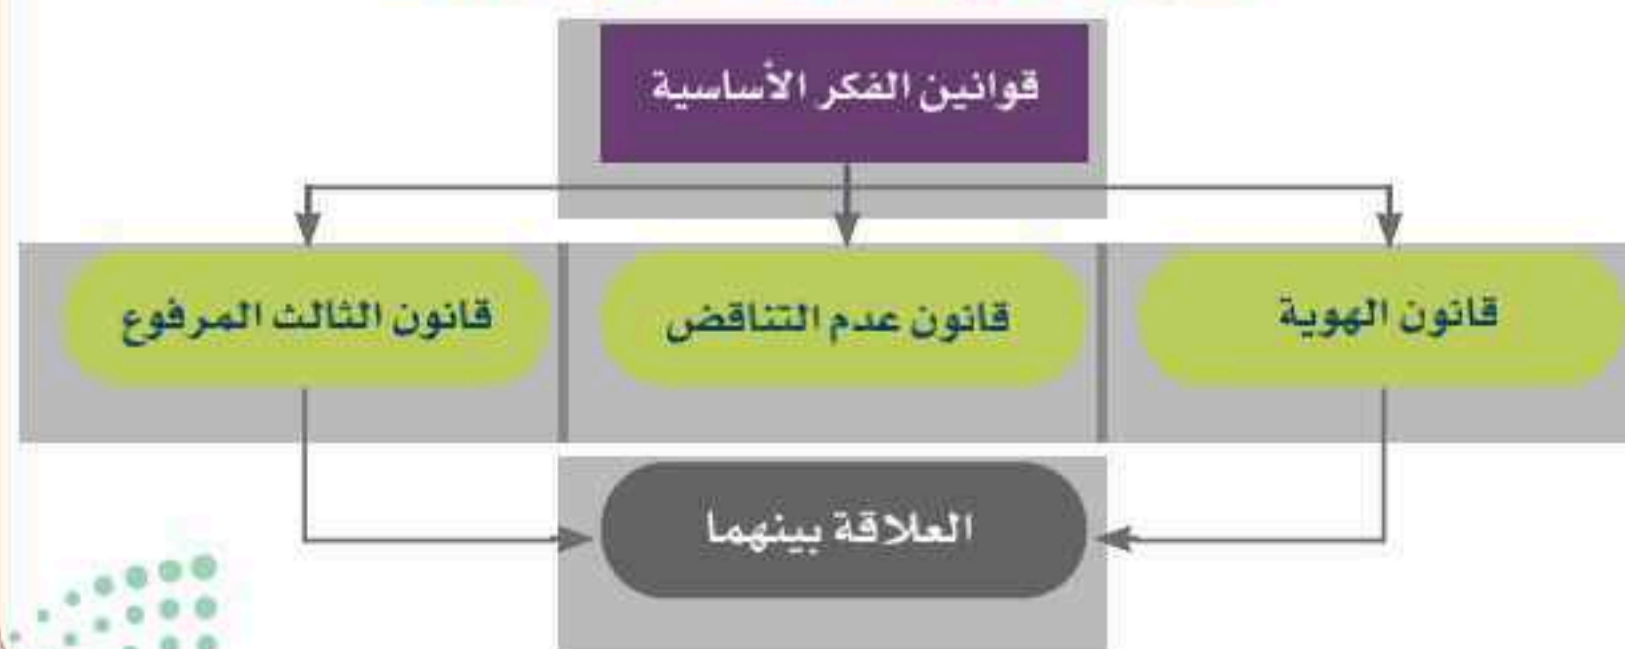 قوانين الفكر الأساسية
قانون الهوية
قانون عدم التناقض
قانون الثالث المرفوع
العلاقة بينهما